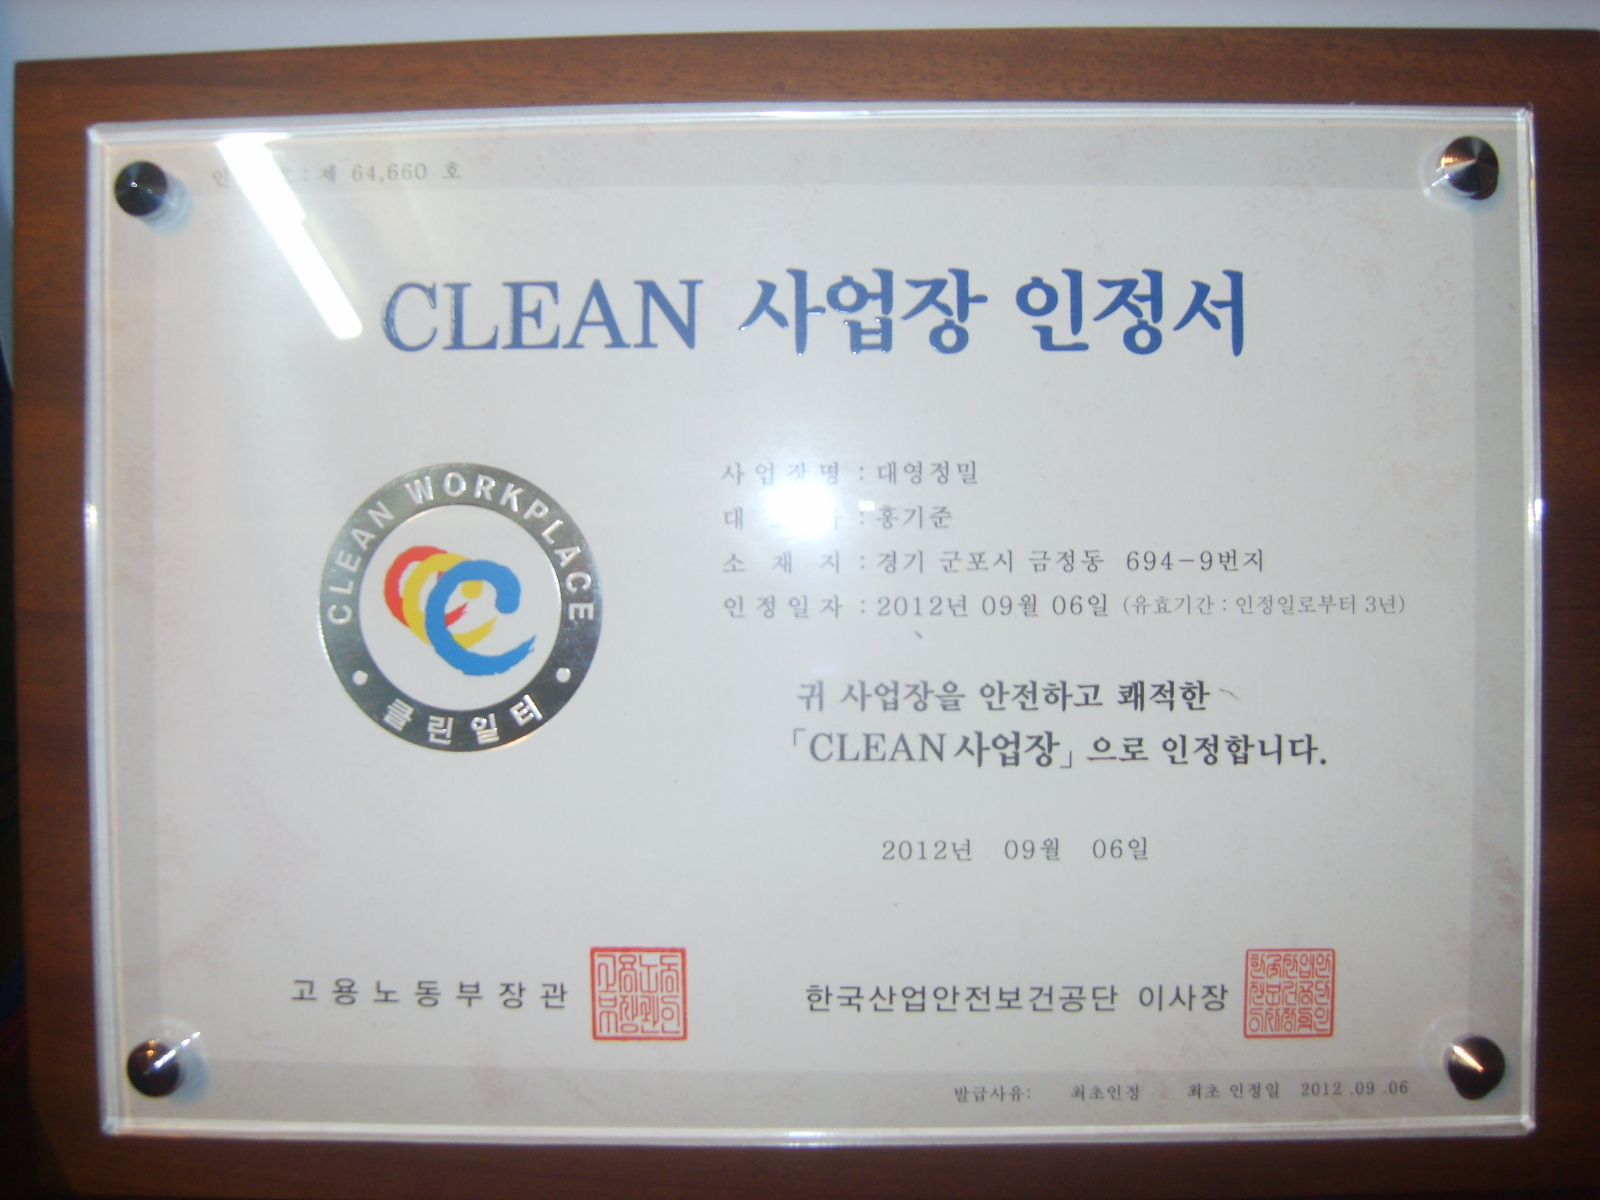 : 제 64,660 호
CLEAN 사업장 인정서
CLEAN WORKPLACE
클린일터
사업장명 : 대영정밀
대 : 홍기준
소 재 지 : 경기 군포시 금정동 694-9번지
인정일자 : 2012년 09월 06일 (유효기간 : 인정일로부터 3년)
귀 사업장을 안전하고 쾌적한
「CLEAN 사업장」으로 인정합니다.
2012년 09월 06일
고용노동부장관
한국산업안전보건공단 이사장
발급사유: 최초인정 최초 인정일 2012.09.06